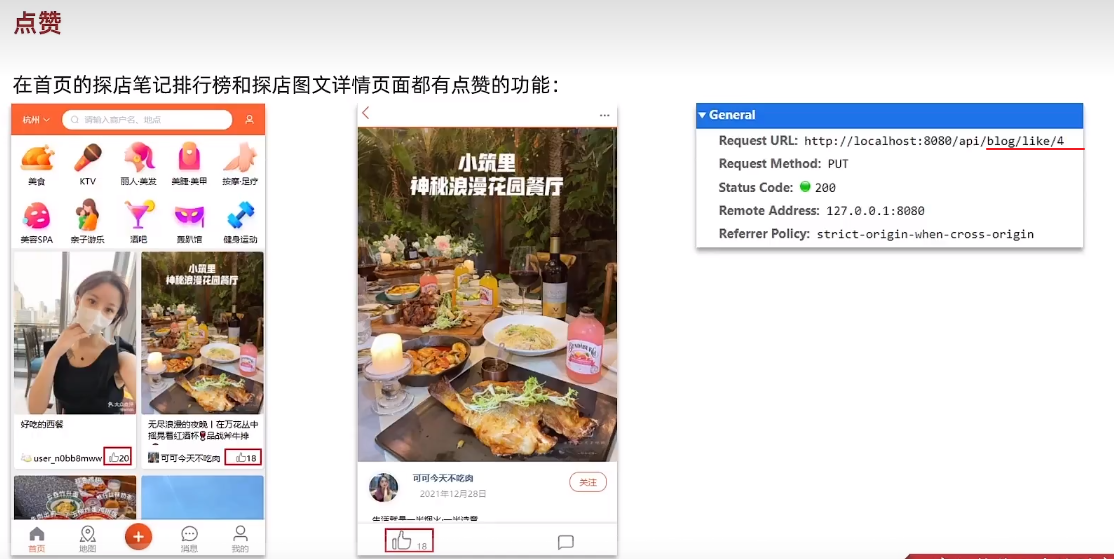 点赞
在首页的探店笔记排行榜和探店图文详情页面都有点赞的功能：
杭州
请输入商户名、地点
美食
KTV
丽人·美发
美睫·美甲
按摩·足疗
美容SPA
亲子游乐
酒吧
轰趴馆
健身运动
好吃的西餐
user_n0bb8mww
20
小筑里
神秘浪漫花园餐厅
无尽浪漫的夜晚丨在万花丛中
摇晃着红酒杯🍷品战斧牛排
可可今天不吃肉
18
首页
地图
消息
我的
小筑里
神秘浪漫花园餐厅
可可今天不吃肉
2021年12月28日
关注
生活就是一半烟火·一半诗意
18
General
Request URL: http://localhost:8080/api/blog/like/4
Request Method: PUT
Status Code: 200
Remote Address: 127.0.0.1:8080
Referrer Policy: strict-origin-when-cross-origin